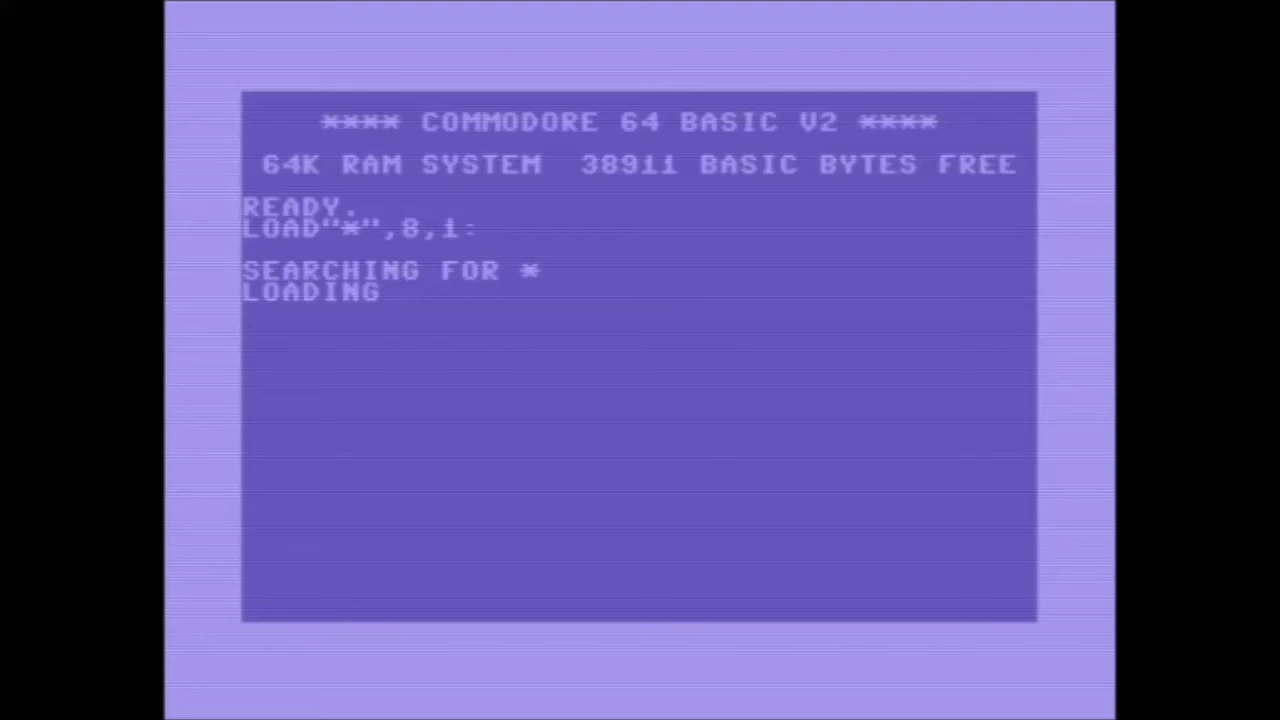 **** COMMODORE 64 BASIC V2 ****
64K RAM SYSTEM  38911 BASIC BYTES FREE
READY.
LOAD"*",8,1:
SEARCHING FOR *
LOADING